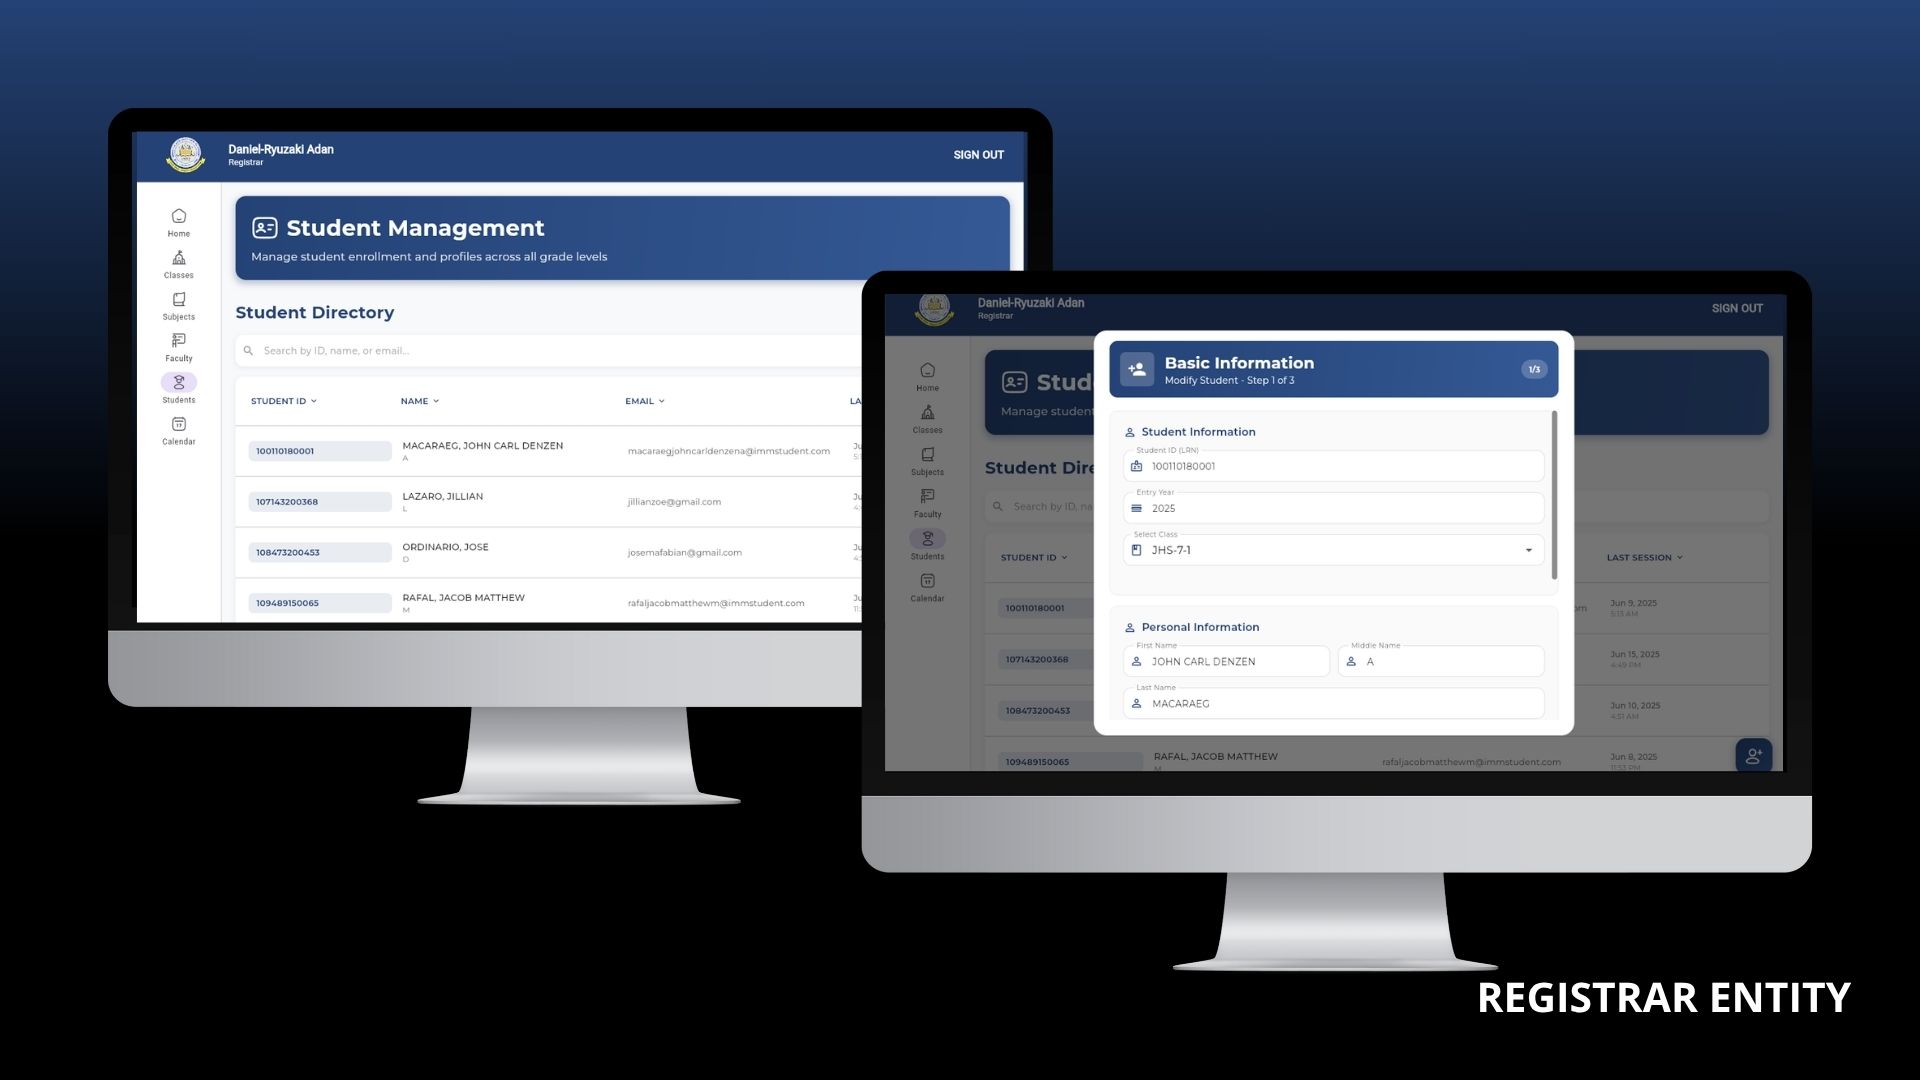 Daniel-Ryuzaki Adan
Registrar
SIGN OUT
Home
Classes
Subjects
Faculty
Students
Calendar
Student Management
Manage student enrollment and profiles across all grade levels
Student Directory
Search by ID, name, or email...
STUDENT ID
NAME
EMAIL
LA
100110180001
MACARAEG, JOHN CARL DENZEN
A
macaraegjohncarldenzena@immstudent.com
Ju
107143200368
LAZARO, JILLIAN
L
jillianzoe@gmail.com
Ju
108473200453
ORDINARIO, JOSE
D
josemafabian@gmail.com
Ju
109489150065
RAFAL, JACOB MATTHEW
M
rafaljacobmatthewm@immstudent.com
Ju
Daniel-Ryuzaki Adan
Registrar
SIGN OUT
Home
Classes
Subjects
Faculty
Students
Calendar
Stud
Manage student
Student Dire
Search by ID, na
STUDENT ID
LAST SESSION
100110180001
om
Jun 9, 2025
5:13 AM
107143200368
Jun 15, 2025
4:49 PM
108473200453
Jun 10, 2025
4:51 AM
109489150065
RAFAL, JACOB MATTHEW
M
rafaljacobmatthewm@immstudent.com
Jun 8, 2025
11:53 PM
Basic Information
Modify Student - Step 1 of 3
1/3
Student Information
Student ID (LRN)
100110180001
Entry Year
2025
Select Class
JHS-7-1
Personal Information
First Name
JOHN CARL DENZEN
Middle Name
A
Last Name
MACARAEG
REGISTRAR ENTITY